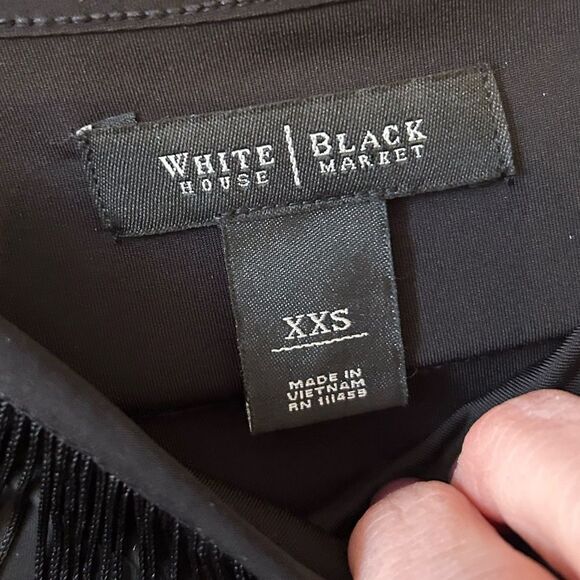 WHITE | BLACK
HOUSE | MARKET
XXS
MADE IN
VIETNAM
RN 111459